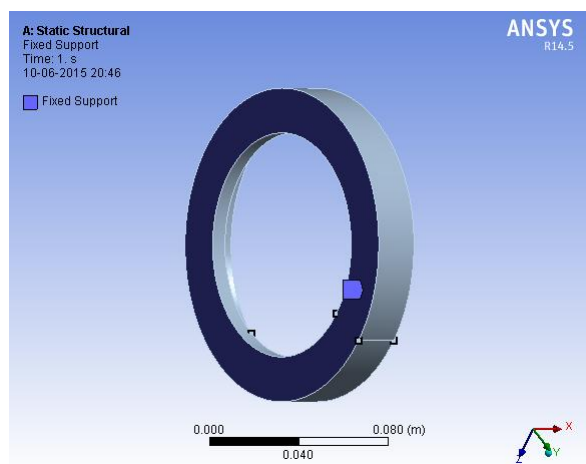 A: Static Structural
Fixed Support
Time: 1. s
10-06-2015 20:46
Fixed Support
ANSYS
R14.5
0.000
0.080 (m)
0.040
X
Y
Z